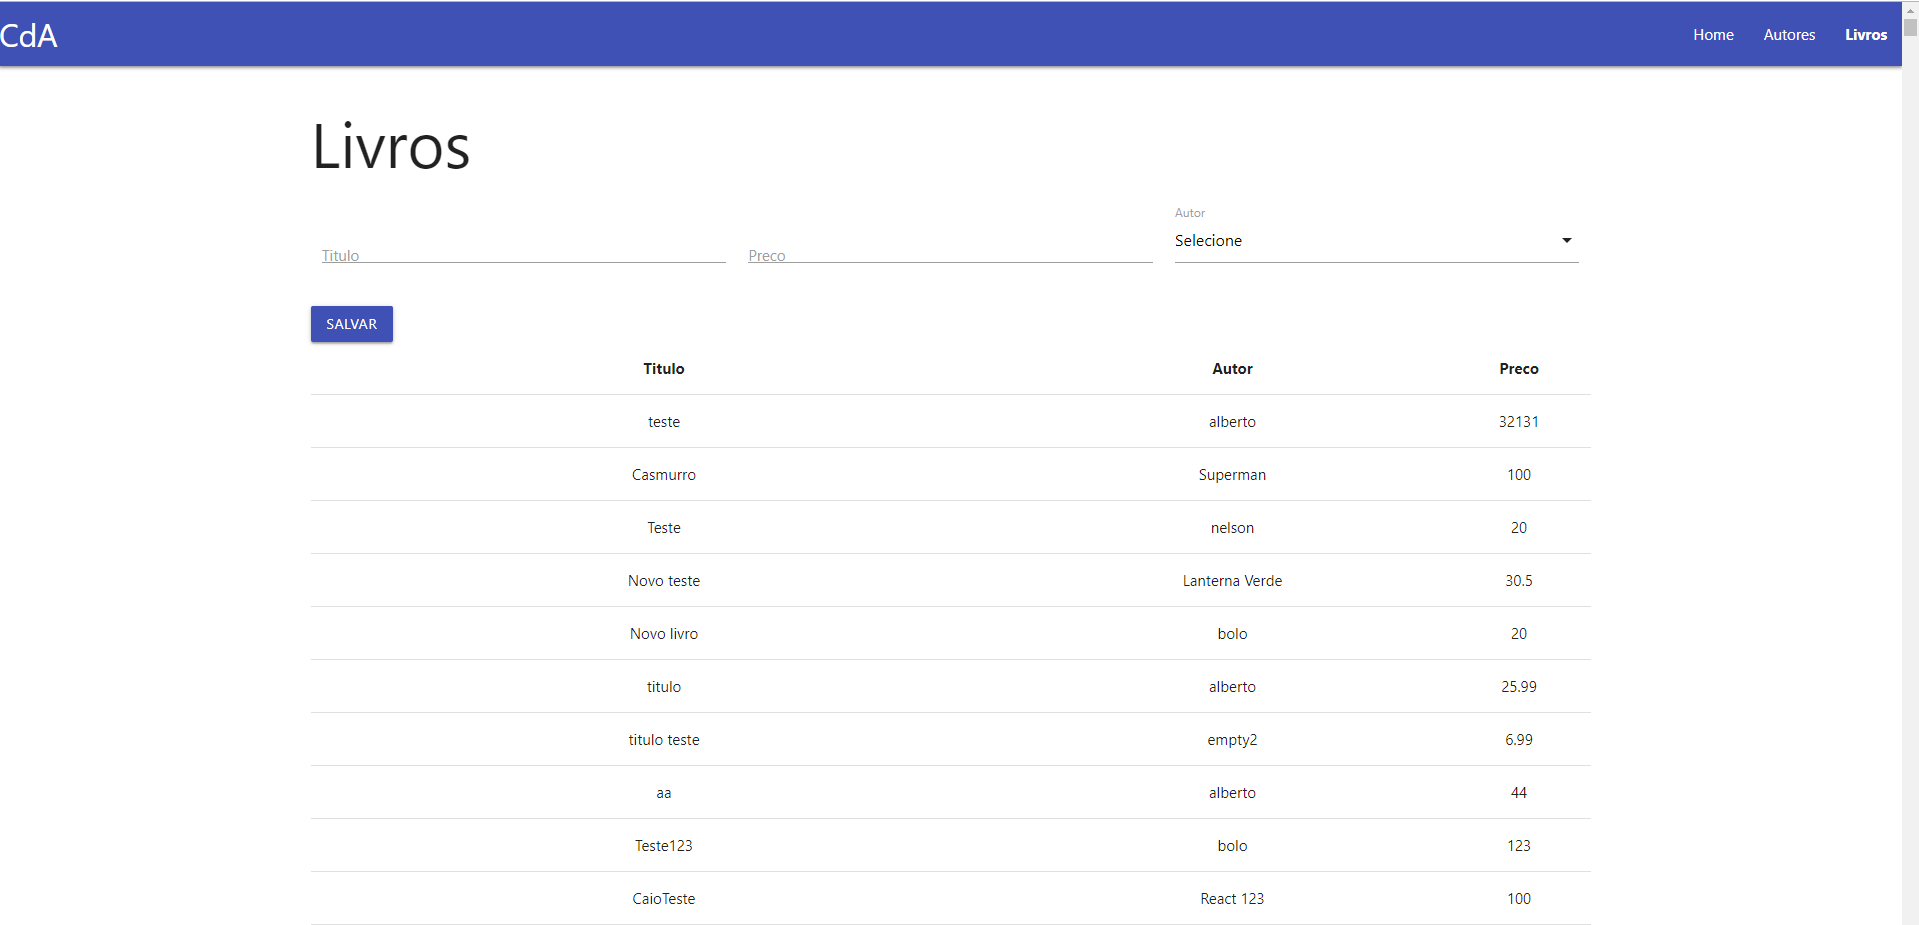 CdA Home Autores Livros
Livros
Autor
Titulo Preco Selecione
SALVAR
Titulo Autor Preco
teste alberto 32131
Casmurro Superman 100
Teste nelson 20
Novo teste Lanterna Verde 30.5
Novo livro bolo 20
titulo alberto 25.99
titulo teste empty2 6.99
aa alberto 44
Teste123 bolo 123
CaioTeste React 123 100